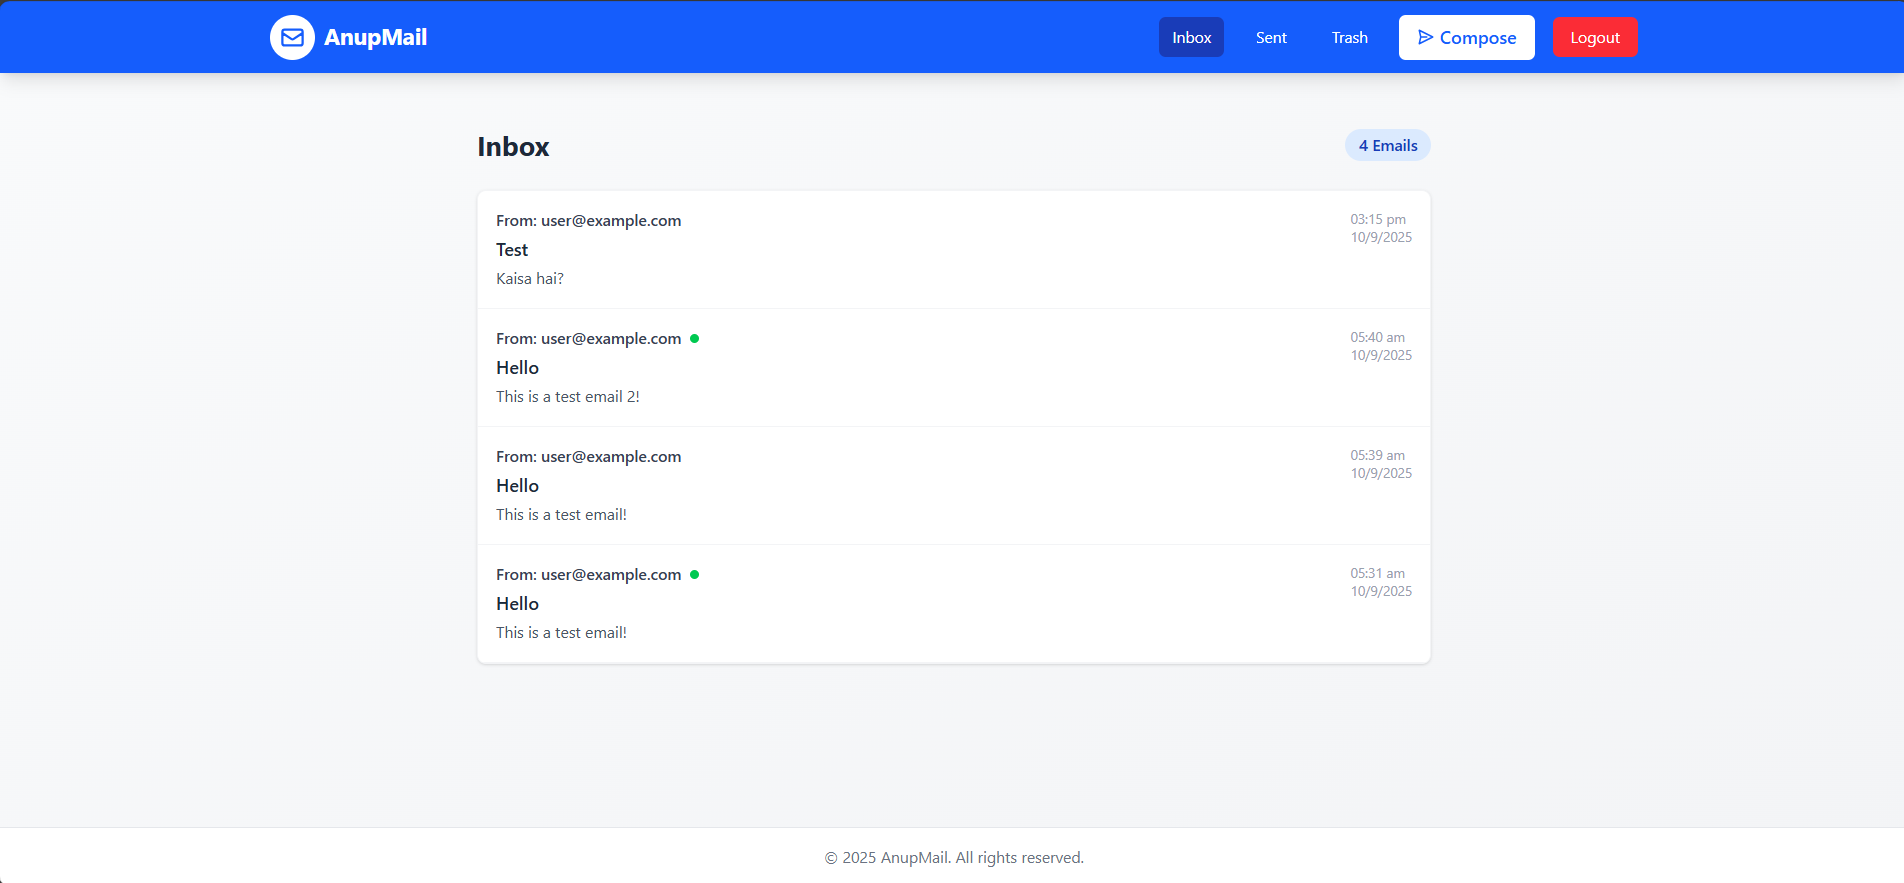 AnupMail
Inbox
Sent
Trash
Compose
Logout
Inbox
4 Emails
From: user@example.com
03:15 pm
10/9/2025
Test
Kaisa hai?
From: user@example.com
05:40 am
10/9/2025
Hello
This is a test email 2!
From: user@example.com
05:39 am
10/9/2025
Hello
This is a test email!
From: user@example.com
05:31 am
10/9/2025
Hello
This is a test email!
© 2025 AnupMail. All rights reserved.